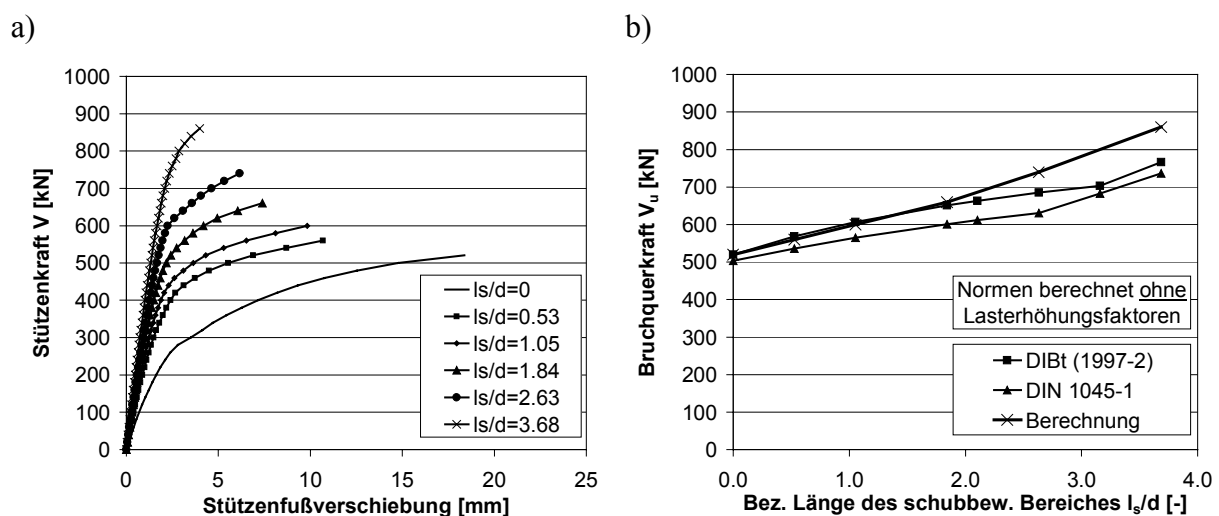 a)
1000
900
800
700
600
500
400
300
200
100
0
Stützenkraft V [kN]
0 5 10 15 20 25
Stützenfußverschiebung [mm]
ls/d=0
ls/d=0.53
ls/d=1.05
ls/d=1.84
ls/d=2.63
ls/d=3.68
b)
1000
900
800
700
600
500
400
300
200
100
0
Bruchquerkraft Vu [kN]
0.0 1.0 2.0 3.0 4.0
Bez. Länge des schubbew. Bereiches ls/d [-]
Normen berechnet ohne
Lasterhöhungsfaktoren
DIBt (1997-2)
DIN 1045-1
Berechnung